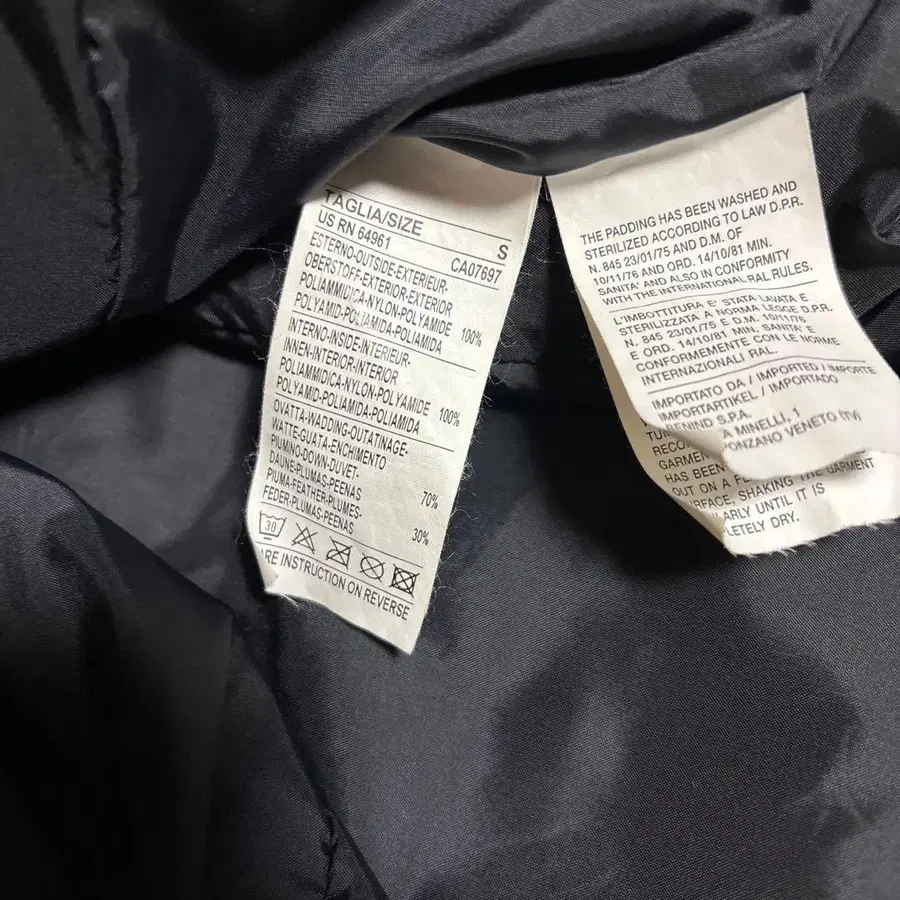 TAGLIA/SIZE S
US RN 64961 CA07697
ESTERNO-OUTSIDE-EXTERIEUR-
OBERSTOFF-EXTERIOR-EXTERIOR
POLIAMMIDICA-NYLON-POLYAMIDE
POLYAMID-POLIAMIDA-POLIAMIDA 100%
INTERNO-INSIDE-INTERIEUR-
INNEN-INTERIOR-INTERIOR
POLIAMMIDICA-NYLON-POLYAMIDE
POLYAMID-POLIAMIDA-POLIAMIDA 100%
OVATTA-WADDING-OUTATINAGE-
WATTE-GUATA-ENCHIMENTO
PIUMINO-DOWN-DUVET-
DAUNE-PLUMAS-PEENAS 70%
PIUMA-FEATHER-PLUMES-
FEDER-PLUMAS-PEENAS 30%
30
INSTRUCTION ON REVERSE
THE PADDING HAS BEEN WASHED AND
STERILIZED ACCORDING TO LAW D.P.R.
N. 845 23/01/75 AND D.M. OF
10/11/76 AND ORD. 14/10/81 MIN.
SANITA' AND ALSO IN CONFORMITY
WITH THE INTERNATIONAL RAL RULES.
L'IMBOTTITURA E' STATA LAVATA E
STERILIZZATA A NORMA LEGGE D.P.R.
N. 845 23/01/75 E D.M. 10/11/76
E ORD. 14/10/81 MIN. SANITA' E
CONFORMEMENTE CON LE NORME
INTERNAZIONALI RAL.
IMPORTATO DA / IMPORTED / IMPORTE
IMPORTARTIKEL / IMPORTADO
S.P.A.
MINELLI, 1
VENETO (TV)
HAS BEEN
OUT ON A
SHAKING THE GARMENT
UNTIL IT IS
DRY.